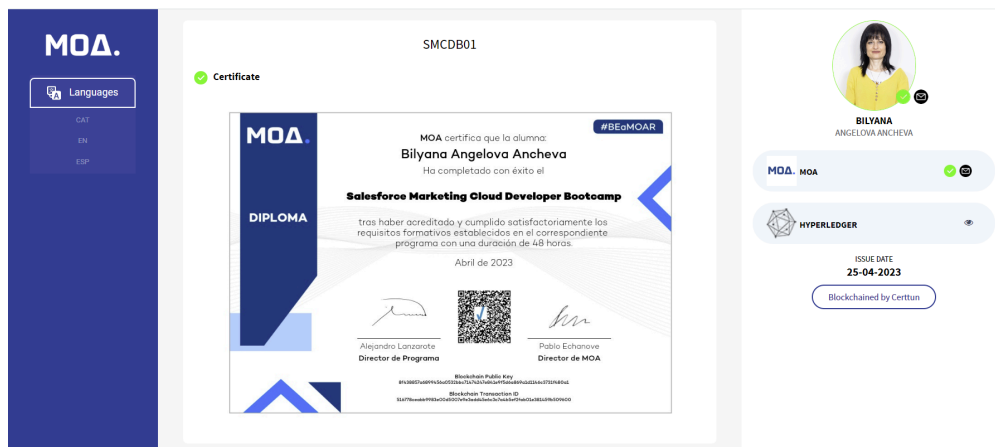 MOA.
Languages
CAT
EN
ESP
SMCDB01
Certificate
MOA.
#BEaMOAR
DIPLOMA
MOA certifica que la alumna:
Bilyana Angelova Ancheva
Ha completado con éxito el
Salesforce Marketing Cloud Developer Bootcamp
tras haber acreditado y cumplido satisfactoriamente los
requisitos formativos establecidos en el correspondiente
programa con una duración de 48 horas.
Abril de 2023
Alejandro Lanzarote
Director de Programa
Pablo Echanove
Director de MOA
Blockchain Public Key
Blockchain Transaction ID
BILYANA
ANGELOVA ANCHEVA
MOA. MOA
HYPERLEDGER
ISSUE DATE
25-04-2023
Blockchained by Certtun